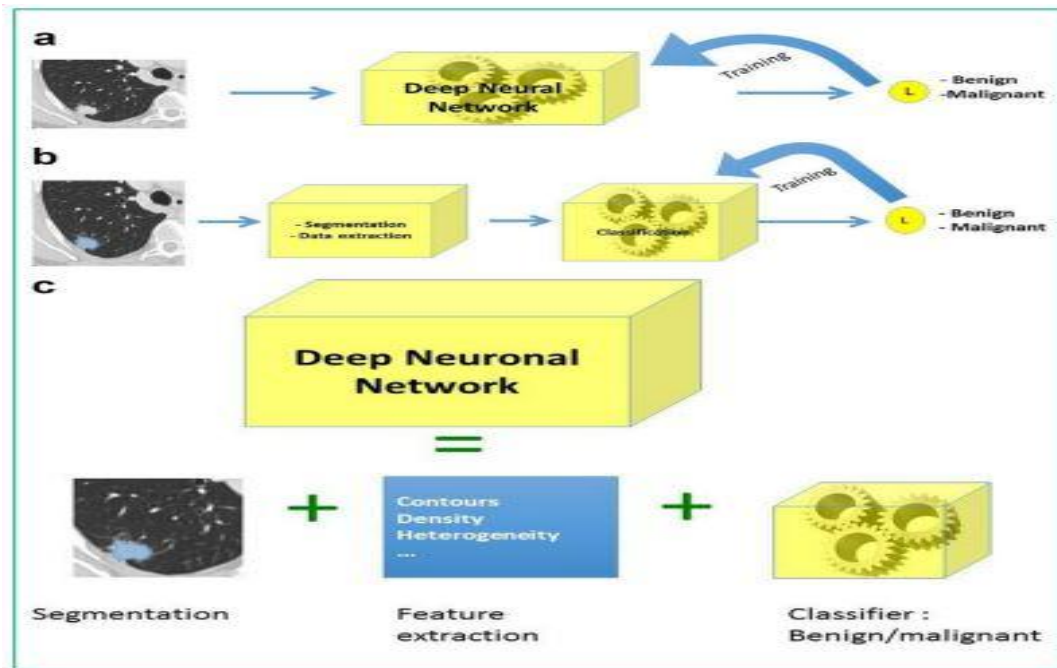 a
Deep Neural
Network
Training
L
- Benign
-Malignant
b
- Segmentation
- Data extraction
Classification
Training
L
- Benign
- Malignant
c
Deep Neuronal
Network
=
+
Contours
Density
Heterogeneity
...
+
Segmentation
Feature
extraction
Classifier :
Benign/malignant